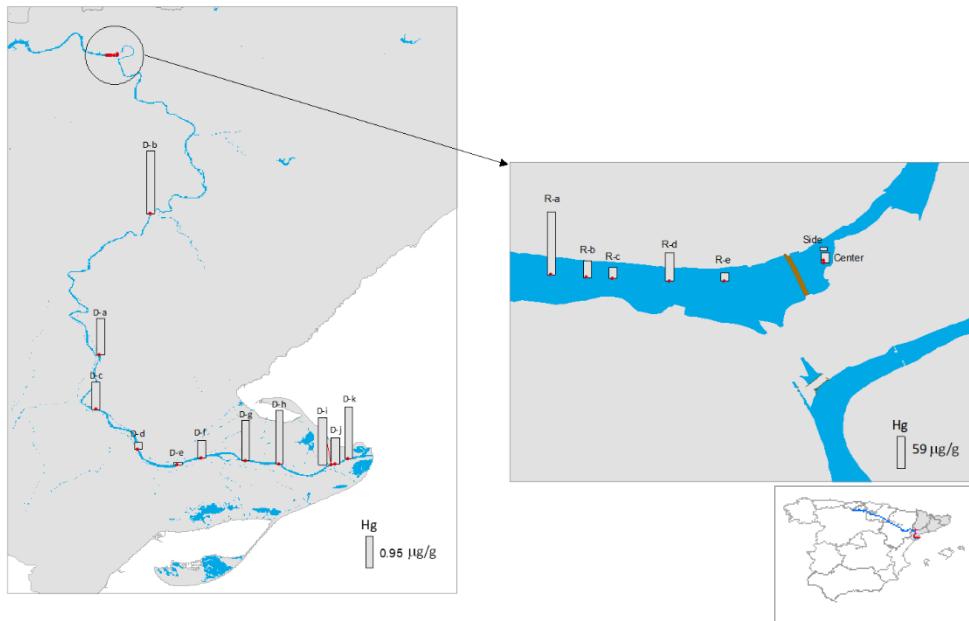 D-b
D-a
D-c
D-d
D-e
D-f
D-g
D-h
D-i
D-j
D-k
Hg
0.95 µg/g
R-a
R-b
R-c
R-d
R-e
Side
Center
Hg
59 µg/g